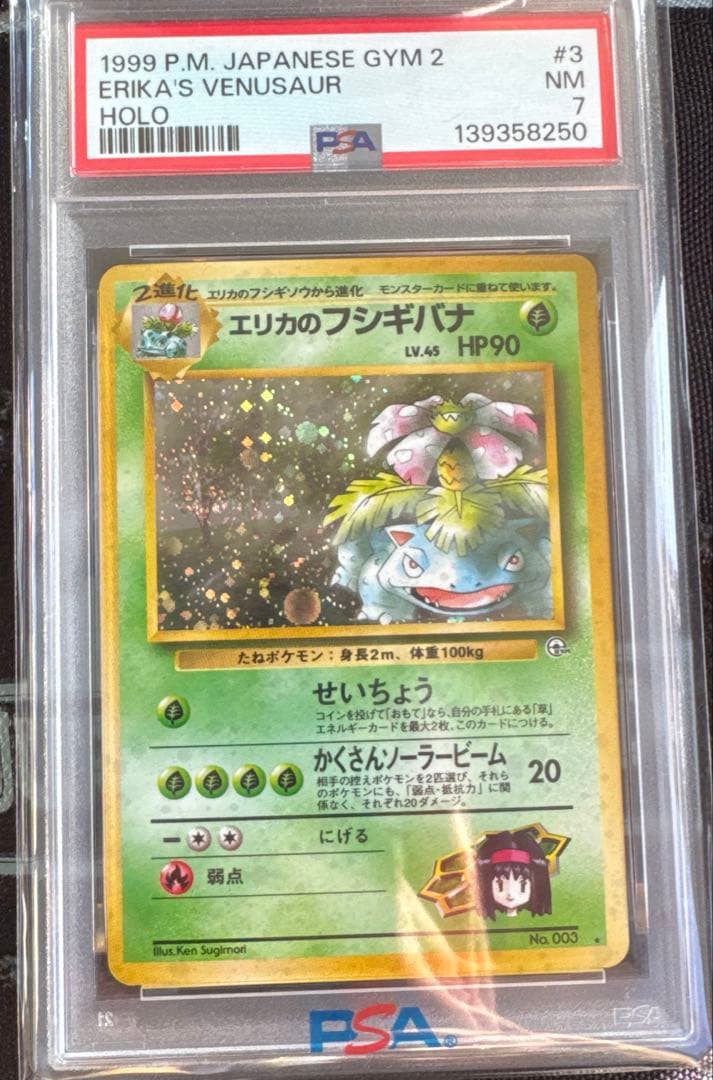 1999 P.M. JAPANESE GYM 2 #3
ERIKA'S VENUSAUR NM
HOLO 7
PSA 139358250
2進化 エリカのフシギソウから進化 モンスターカードに重ねて使います。
エリカのフシギバナ
LV.45 HP90
たねポケモン：身長2m、体重100kg
せいちょう
コインを投げて「おもて」なら、自分の手札にある「草」
エネルギーカードを最大2枚、このカードにつける。
かくさんソーラービーム 20
相手の控えポケモンを2匹選び、それら
のポケモンにも、「弱点・抵抗力」に関
係なく、それぞれ20ダメージ。
ー にげる
弱点
No. 003
Illus. Ken Sugimori
PSA®